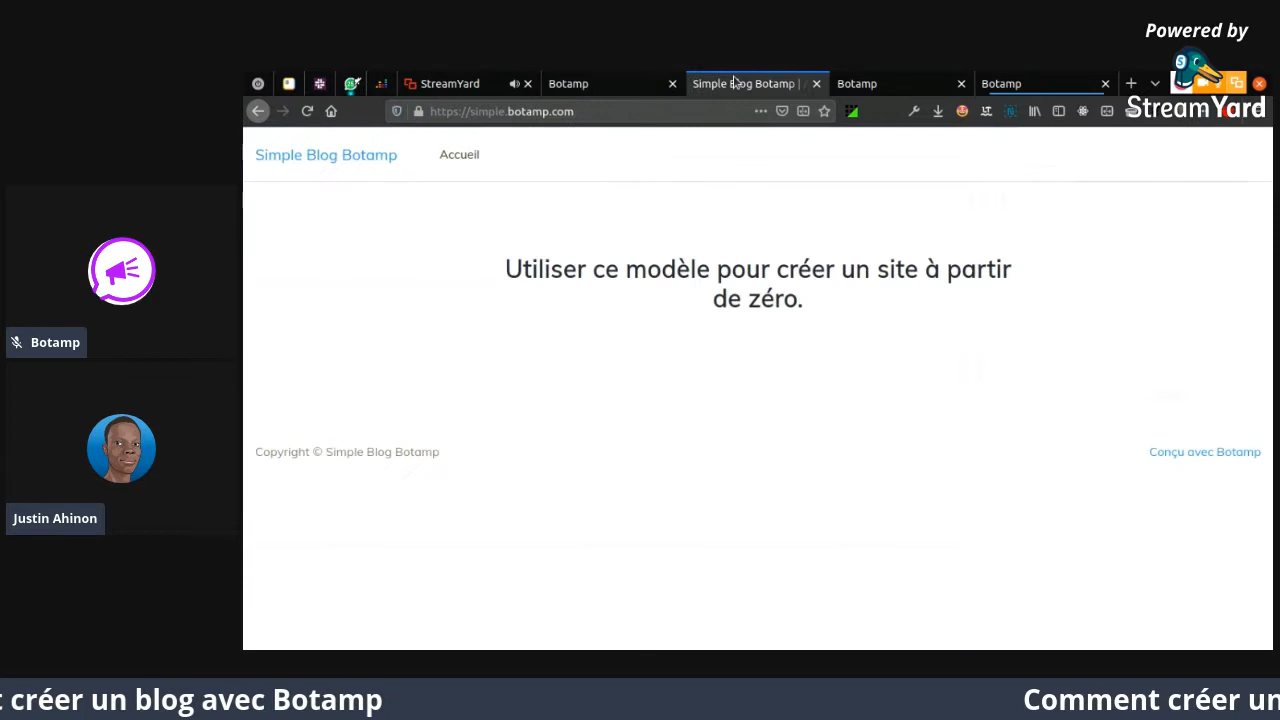 Powered by
StreamYard
StreamYard
Botamp
Simple Blog Botamp |
Botamp
Botamp
https://simple.botamp.com
Simple Blog Botamp
Accueil
Utiliser ce modèle pour créer un site à partir
de zéro.
Copyright © Simple Blog Botamp
Conçu avec Botamp
Botamp
Justin Ahinon
créer un blog avec Botamp
Comment créer un